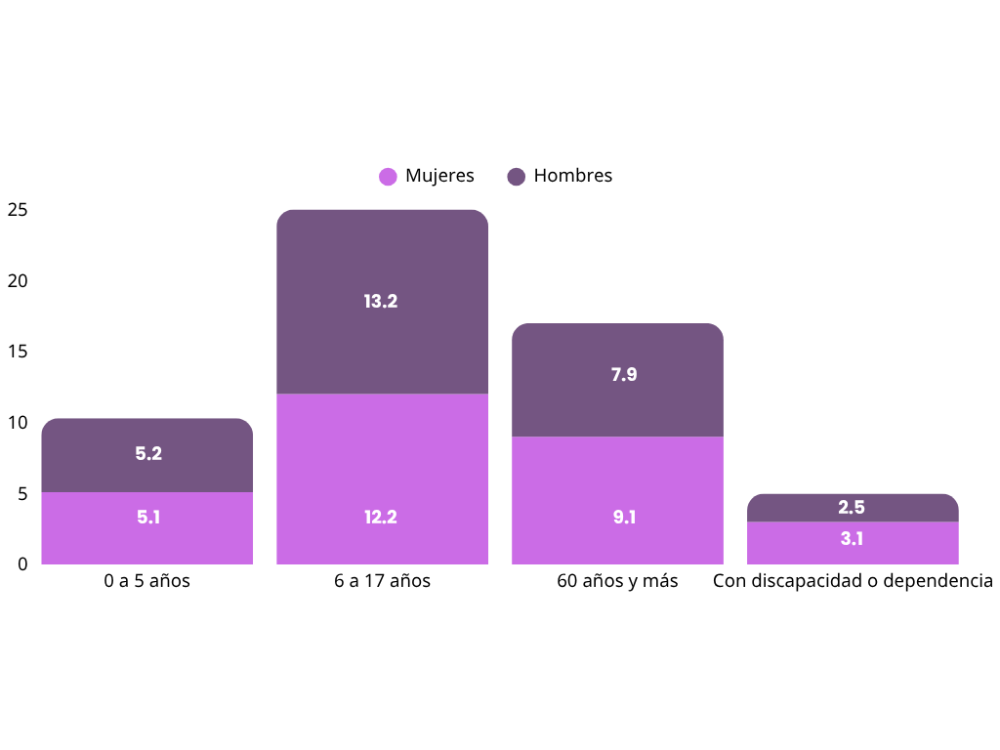 Mujeres Hombres
25
20
15
10
5
0
13.2
7.9
5.2
2.5
5.1
12.2
9.1
3.1
0 a 5 años
6 a 17 años
60 años y más
Con discapacidad o dependencia